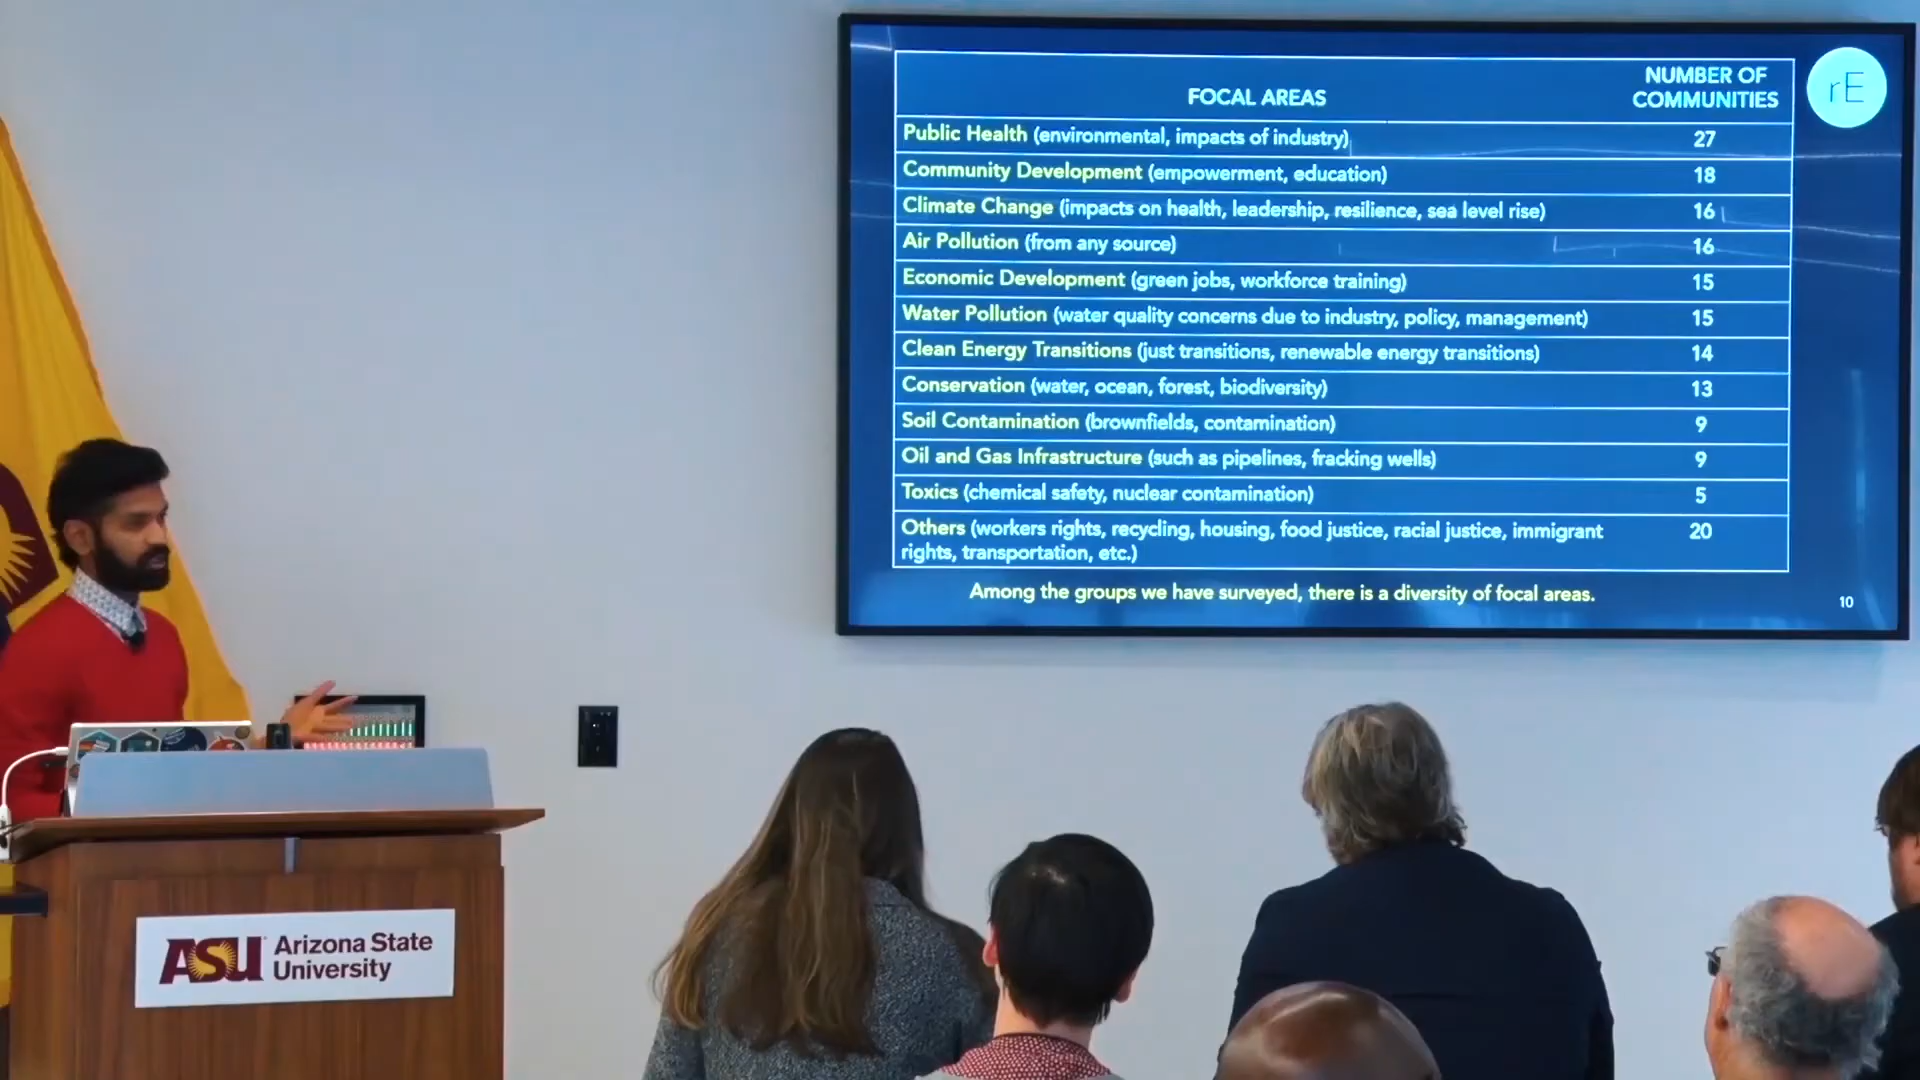 FOCAL AREAS
NUMBER OF
COMMUNITIES
rE
Public Health (environmental, impacts of industry) 27
Community Development (empowerment, education) 18
Climate Change (impacts on health, leadership, resilience, sea level rise) 16
Air Pollution (from any source) 16
Economic Development (green jobs, workforce training) 15
Water Pollution (water quality concerns due to industry, policy, management) 15
Clean Energy Transitions (just transitions, renewable energy transitions) 14
Conservation (water, ocean, forest, biodiversity) 13
Soil Contamination (brownfields, contamination) 9
Oil and Gas Infrastructure (such as pipelines, fracking wells) 9
Toxics (chemical safety, nuclear contamination) 5
Others (workers rights, recycling, housing, food justice, racial justice, immigrant 20
rights, transportation, etc.)
Among the groups we have surveyed, there is a diversity of focal areas.
10
ASU Arizona State
University